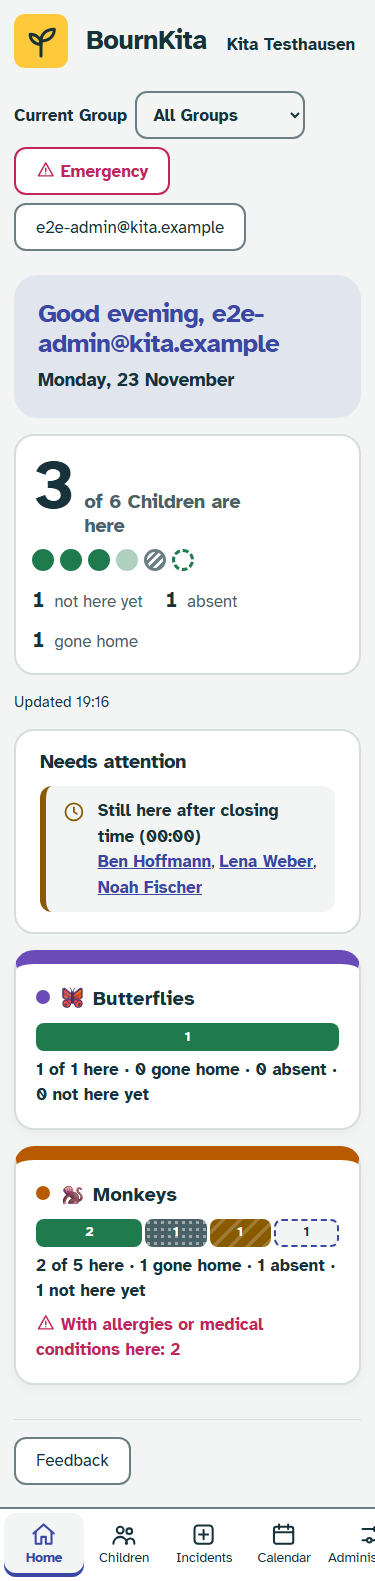 BournKita
Kita Testhausen
Current Group
All Groups
Emergency
e2e-admin@kita.example
Good evening, e2e-
admin@kita.example
Monday, 23 November
3
of 6 Children are
here
1 not here yet 1 absent
1 gone home
Updated 19:16
Needs attention
Still here after closing
time (00:00)
Ben Hoffmann, Lena Weber,
Noah Fischer
Butterflies
1
1 of 1 here · 0 gone home · 0 absent ·
0 not here yet
Monkeys
2 1 1 1
2 of 5 here · 1 gone home · 1 absent ·
1 not here yet
With allergies or medical
conditions here: 2
Feedback
Home Children Incidents Calendar Adminis